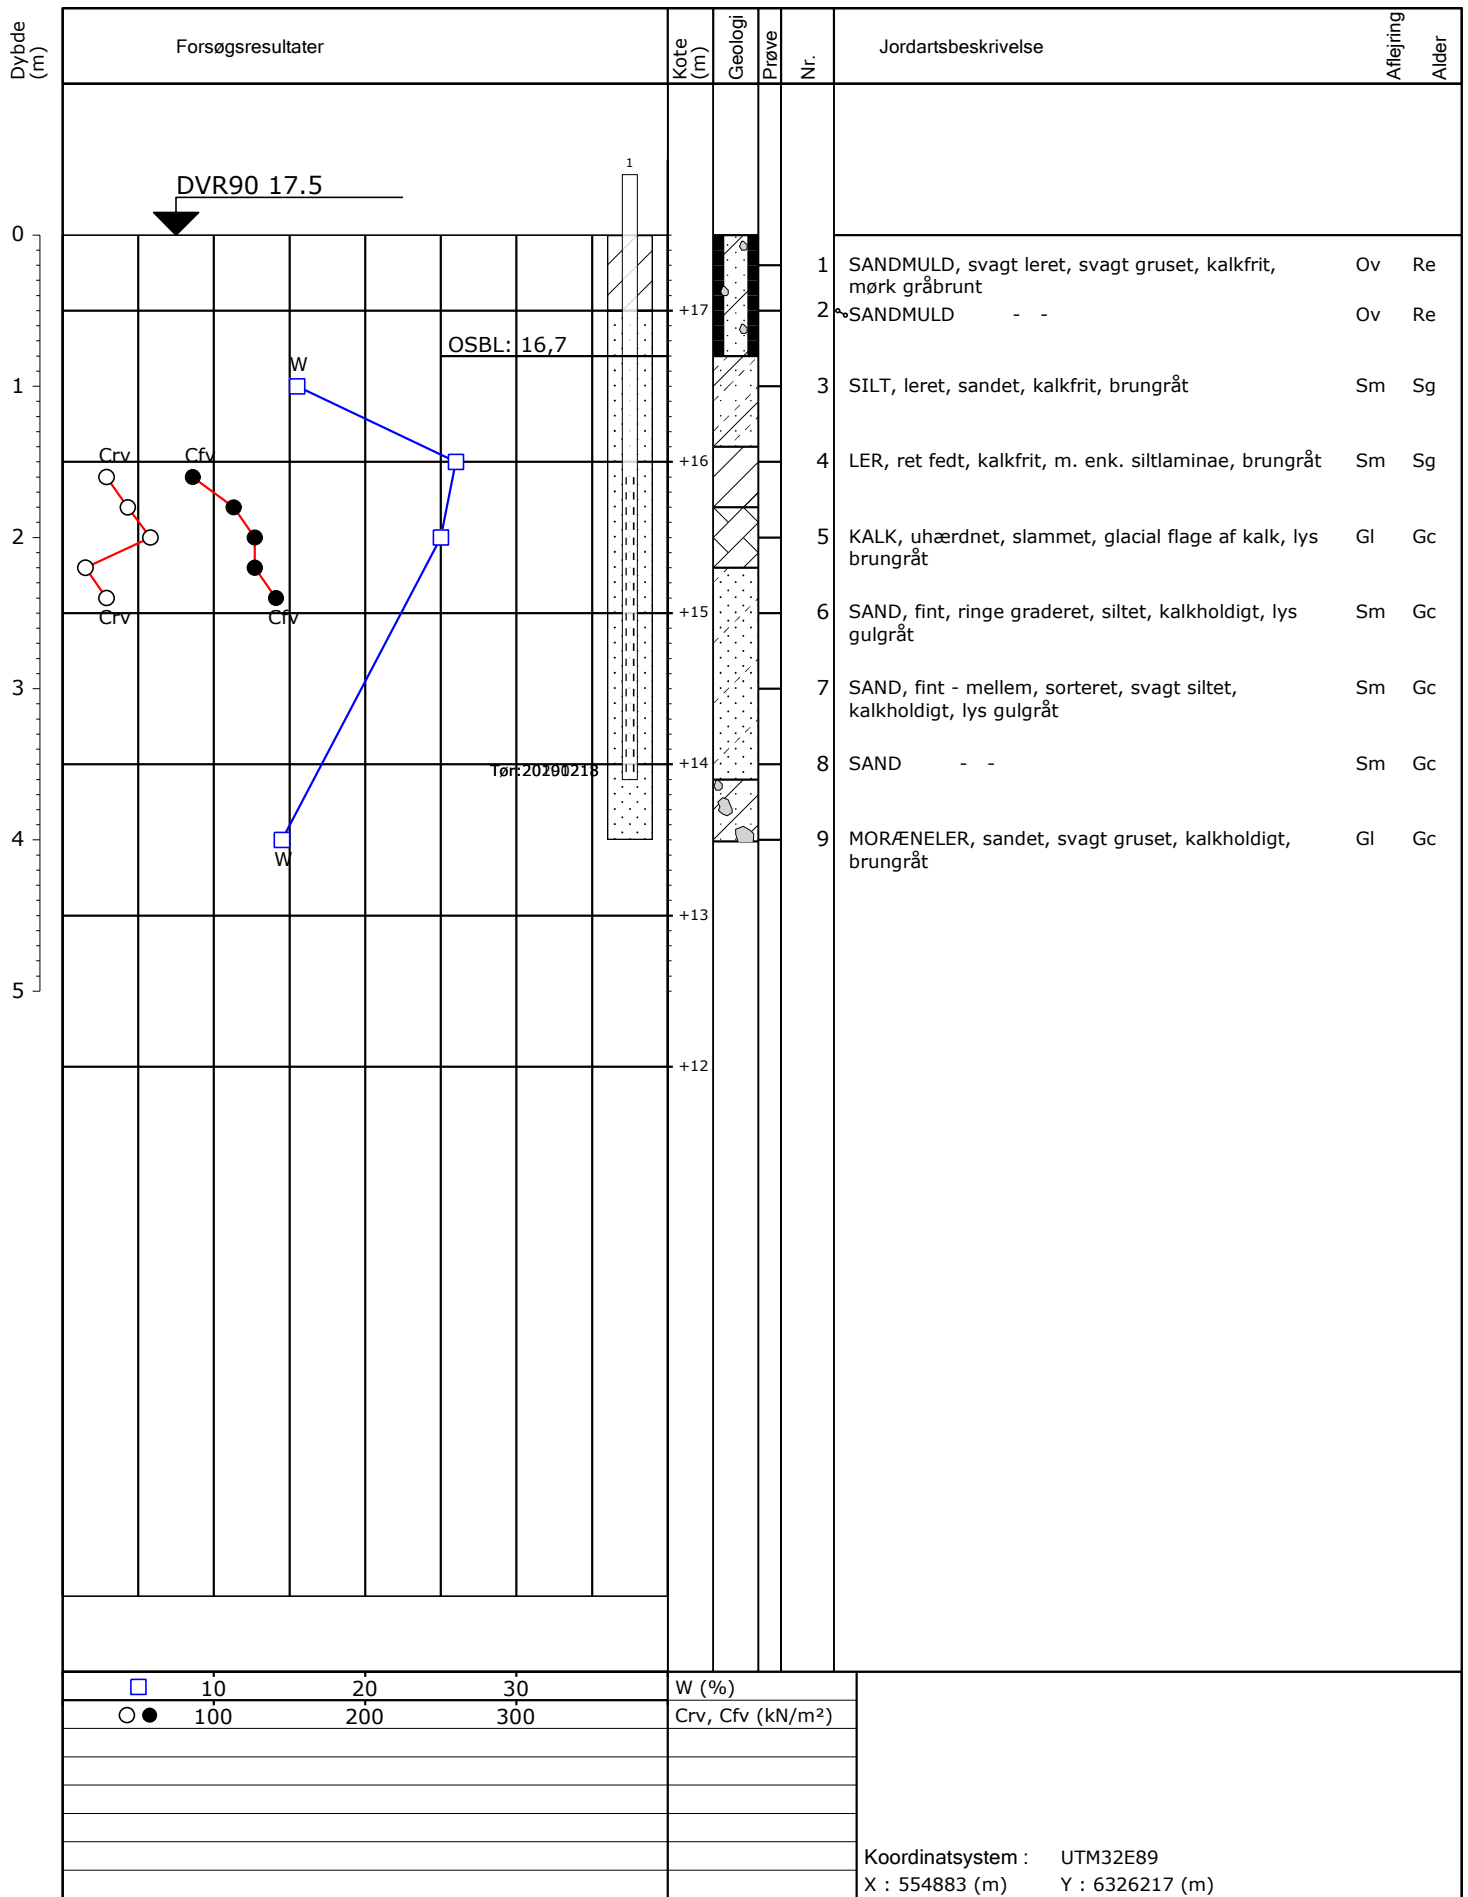 Dybde
(m)
Forsøgsresultater
Kote
(m)
Geologi
Prøve
Nr.
Jordartsbeskrivelse
Aflejring
Alder
1
DVR90 17.5
0
1 SANDMULD, svagt leret, svagt gruset, kalkfrit, Ov Re
mørk gråbrunt
+17
2 SANDMULD - - Ov Re
OSBL: 16,7
W
1
3 SILT, leret, sandet, kalkfrit, brungråt Sm Sg
Crv Cfv
+16
4 LER, ret fedt, kalkfrit, m. enk. siltlaminae, brungråt Sm Sg
2
5 KALK, uhærdnet, slammet, glacial flage af kalk, lys Gl Gc
brungråt
Crv Cfv
+15
6 SAND, fint, ringe graderet, siltet, kalkholdigt, lys Sm Gc
gulgråt
3
7 SAND, fint - mellem, sorteret, svagt siltet, Sm Gc
kalkholdigt, lys gulgråt
Tør:
+14
8 SAND - - Sm Gc
4
9 MORÆNELER, sandet, svagt gruset, kalkholdigt, Gl Gc
brungråt
W
+13
5
+12
10 20 30 W (%)
100 200 300 Crv, Cfv (kN/m²)
Koordinatsystem : UTM32E89
X : 554883 (m) Y : 6326217 (m)